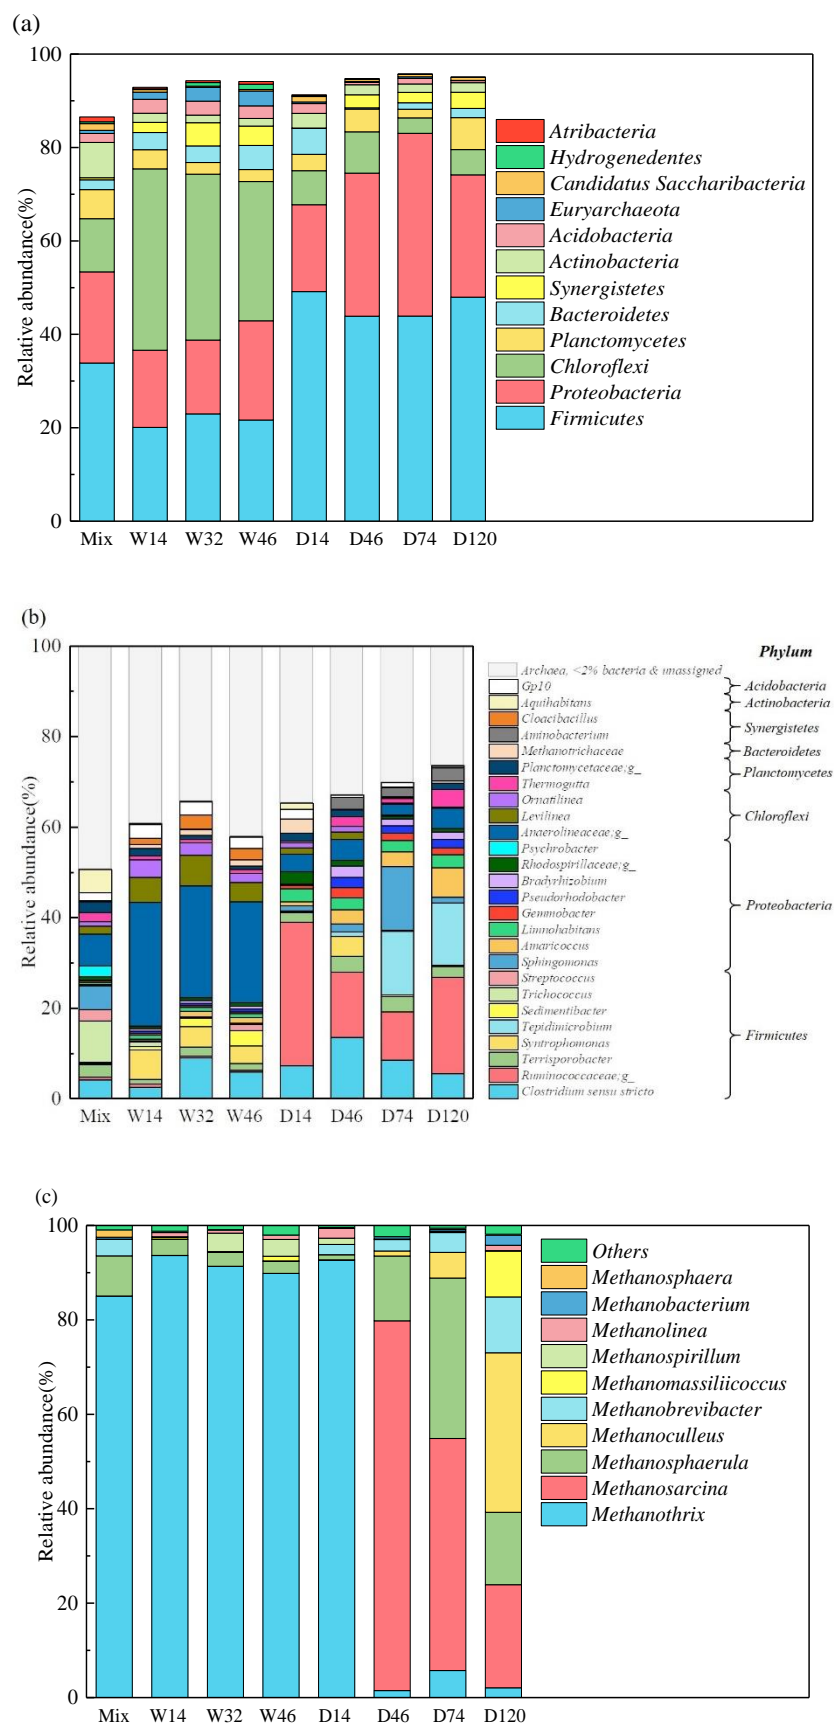 (a)
100
80
60
40
20
0
Relative abundance(%)
Mix W14 W32 W46 D14 D46 D74 D120
Atribacteria
Hydrogenedentes
Candidatus Saccharibacteria
Euryarchaeota
Acidobacteria
Actinobacteria
Synergistetes
Bacteroidetes
Planctomycetes
Chloroflexi
Proteobacteria
Firmicutes
(b)
100
80
60
40
20
0
Relative abundance(%)
Mix W14 W32 W46 D14 D46 D74 D120
Phylum
Archaea, <2% bacteria & unassigned
Gp10
Aquihabitans
Cloacibacillus
Aminobacterium
Methanotrichaceae
Planctomycetaceae;g_
Thermogutta
Ornatilinea
Levilinea
Anaerolineaceae;g_
Psychrobacter
Rhodospirillaceae;g_
Bradyrhizobium
Pseudorhodobacter
Gemmobacter
Limnohabitans
Amaricoccus
Sphingomonas
Streptococcus
Trichococcus
Sedimentibacter
Tepidimicrobium
Syntrophomonas
Terrisporobacter
Ruminococcaceae;g_
Clostridium sensu stricto
Acidobacteria
Actinobacteria
Synergistetes
Bacteroidetes
Planctomycetes
Chloroflexi
Proteobacteria
Firmicutes
(c)
100
80
60
40
20
0
Relative abundance(%)
Mix W14 W32 W46 D14 D46 D74 D120
Others
Methanosphaera
Methanobacterium
Methanolinea
Methanospirillum
Methanomassiliicoccus
Methanobrevibacter
Methanoculleus
Methanosphaerula
Methanosarcina
Methanothrix